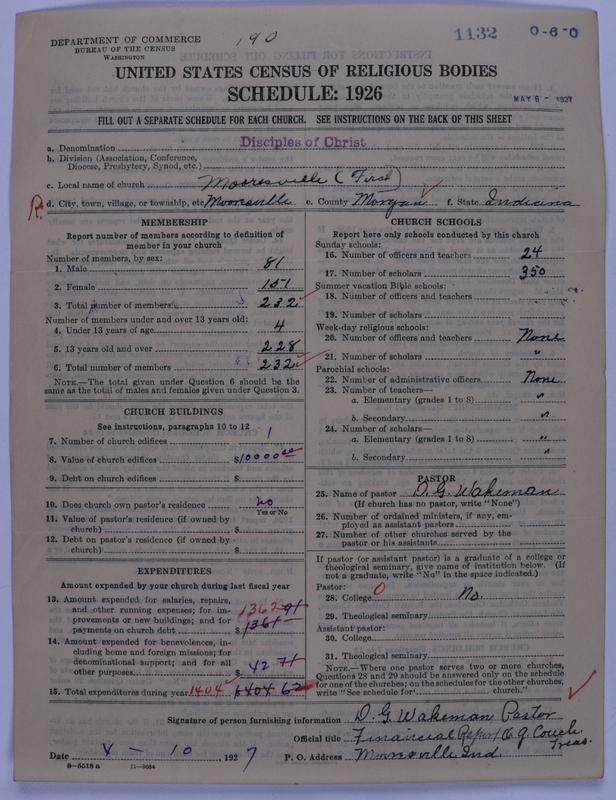 190
1132
0-6-0
DEPARTMENT OF COMMERCE
BUREAU OF THE CENSUS
WASHINGTON
UNITED STATES CENSUS OF RELIGIOUS BODIES
SCHEDULE: 1926
MAY 6 - 1927
FILL OUT A SEPARATE SCHEDULE FOR EACH CHURCH. SEE INSTRUCTIONS ON THE BACK OF THIS SHEET
a. Denomination Disciples of Christ
b. Division (Association, Conference,
Diocese, Presbytery, Synod, etc.)
c. Local name of church Mooresville (First)
R. d. City, town, village, or township, etc. Mooresville e. County Morgan f. State Indiana
MEMBERSHIP
Report number of members according to definition of
member in your church
Number of members, by sex:
1. Male 81
2. Female 151
3. Total number of members 232
Number of members under and over 13 years old:
4. Under 13 years of age 4
5. 13 years old and over 228
6. Total number of members 232
NOTE.—The total given under Question 6 should be
same as the total of males and females given under Question 3.
CHURCH BUILDINGS
See instructions, paragraphs 10 to 12
7. Number of church edifices 1
8. Value of church edifices $10000 00
9. Debt on church edifices $
10. Does church own pastor's residence no
Yes or No
11. Value of pastor's residence (if owned by
church) $
12. Debt on pastor's residence (if owned by
church) $
EXPENDITURES
Amount expended by your church during last fiscal year
13. Amount expended for salaries, repairs,
and other running expenses; for im-
provements or new buildings; and for
payments on church debt 1362 91
$ 1361
14. Amount expended for benevolences, in-
cluding home and foreign missions; for
denominational support; and for all
other purposes $ 42 71
15. Total expenditures during year 1404 $ 1404 62
CHURCH SCHOOLS
Report here only schools conducted by this church
Sunday schools:
16. Number of officers and teachers 24
17. Number of scholars 350
Summer vacation Bible schools:
18. Number of officers and teachers
19. Number of scholars
Week-day religious schools:
20. Number of officers and teachers None
21. Number of scholars "
Parochial schools:
22. Number of administrative officers None
23. Number of teachers—
a. Elementary (grades 1 to 8) "
b. Secondary "
24. Number of scholars—
a. Elementary (grades 1 to 8) "
b. Secondary "
PASTOR
25. Name of pastor D. G. Wakeman
(If church has no pastor, write "None")
26. Number of ordained ministers, if any, em-
ployed as assistant pastors
27. Number of other churches served by the
pastor or his assistants
If pastor (or assistant pastor) is a graduate of a college or
theological seminary, give name of institution below. (If
not a graduate, write "No" in the space indicated.)
Pastor:
28. College 0 No.
29. Theological seminary
Assistant pastor:
30. College
31. Theological seminary
NOTE.—Where one pastor serves two or more churches,
Questions 28 and 29 should be answered only on the schedule
for one of the churches; on the schedules for the other churches,
write "See schedule for church."
Signature of person furnishing information D. G. Wakeman Pastor
Official title Financial Report O. G. Couch
Treas.
Date V - 10, 1927 P. O. Address Mooresville Ind.
8-5518 a 11-9084